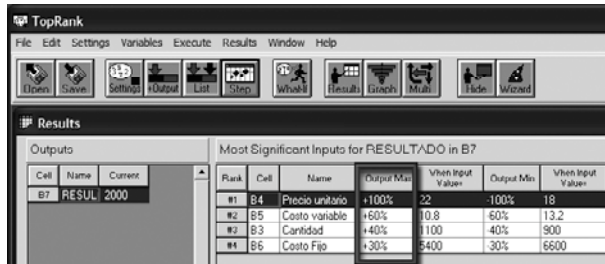 TopRank
File Edit Settings Variables Execute Results Window Help
Open Save Settings +Output List Step What-If Results Graph Multi Hide Wizard
Results
Outputs
Most Significant Inputs for RESULTADO in B7
Cell Name Current
B7 RESUL 2000
Rank Cell Name Output Max When Input Value= Output Min When Input Value=
#1 B4 Precio unitario +100% 22 -100% 18
#2 B5 Costo variable +60% 10.8 -60% 13.2
#3 B3 Cantidad +40% 1100 -40% 900
#4 B6 Costo Fijo +30% 5400 -30% 6600